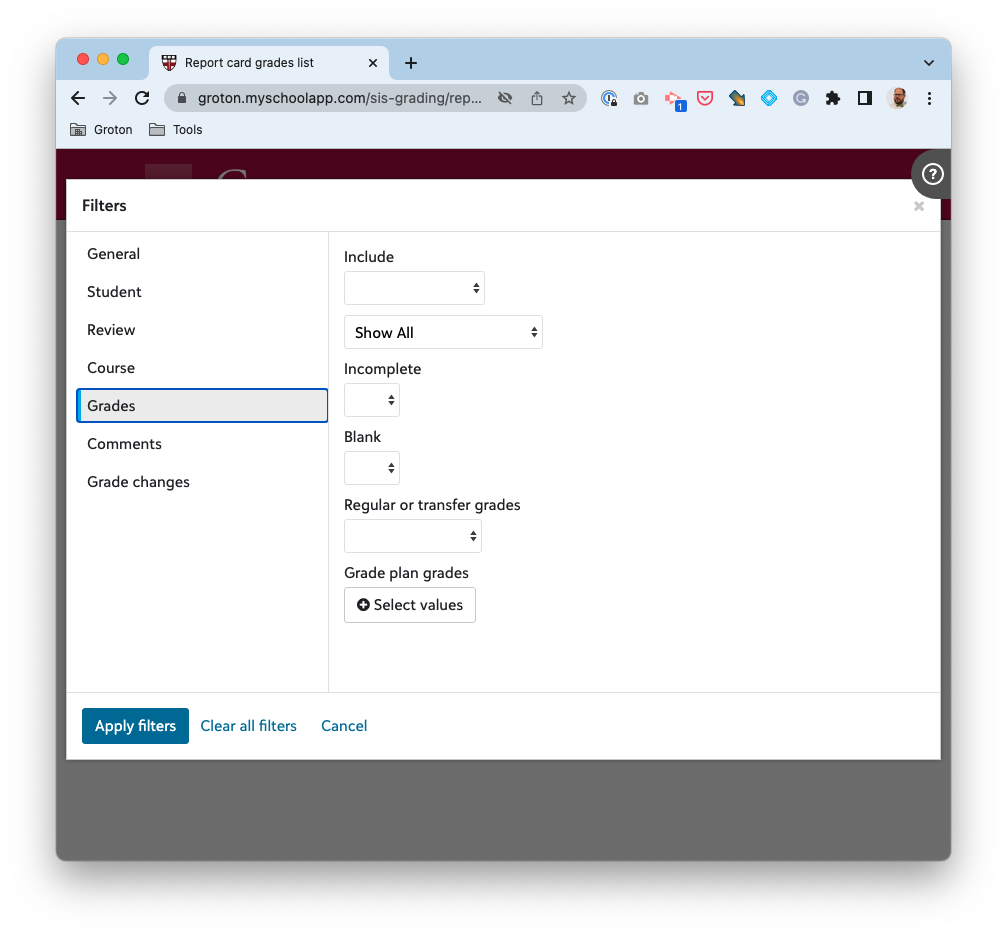 Report card grades list
groton.myschoolapp.com/sis-grading/rep...
1
Groton Tools
Filters
General
Student
Review
Course
Grades
Comments
Grade changes
Include
Show All
Incomplete
Blank
Regular or transfer grades
Grade plan grades
Select values
Apply filters Clear all filters Cancel